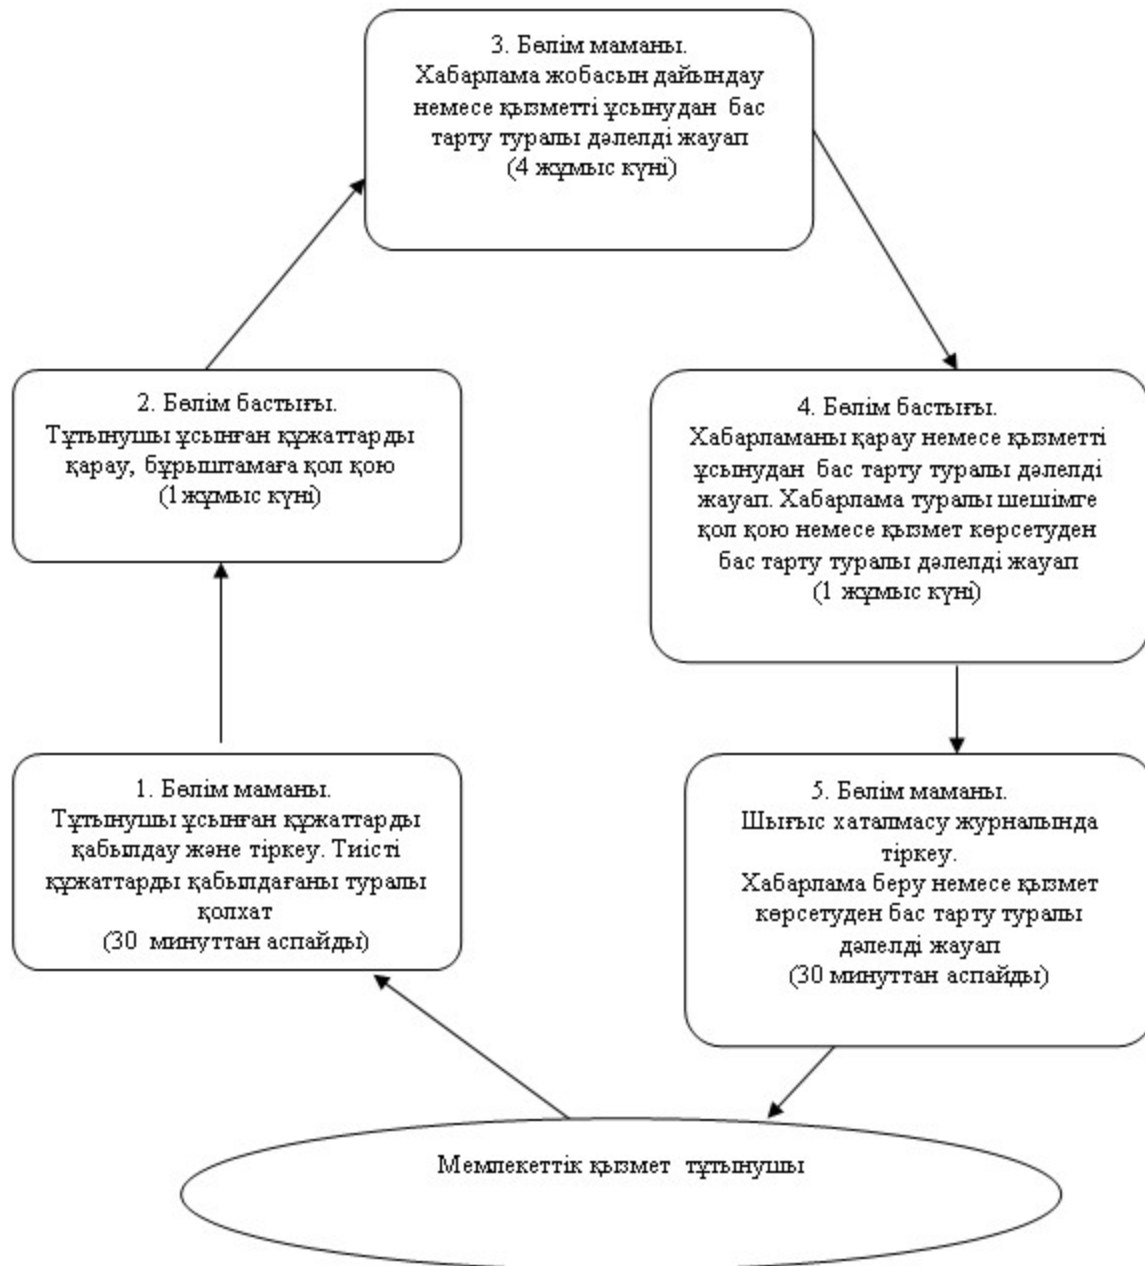 3. Бөлім маманы.
Хабарлама жобасын дайындау
немесе қызметті ұсынудан бас
тарту туралы дәлелді жауап
(4 жұмыс күні)
2. Бөлім бастығы.
Тұтынушы ұсынған құжаттарды
қарау, бұрыштамаға қол қою
(1жұмыс күні)
4. Бөлім бастығы.
Хабарламаны қарау немесе қызметті
ұсынудан бас тарту туралы дәлелді
жауап. Хабарлама туралы шешімге
қол қою немесе қызмет көрсетуден
бас тарту туралы дәлелді жауап
(1 жұмыс күні)
1. Бөлім маманы.
Тұтынушы ұсынған құжаттарды
қабылдау және тіркеу. Тиісті
құжаттарды қабылдағаны туралы
қолхат
(30 минуттан аспайды)
5. Бөлім маманы.
Шығыс хаталмасу журналында
тіркеу.
Хабарлама беру немесе қызмет
көрсетуден бас тарту туралы
дәлелді жауап
(30 минуттан аспайды)
Мемлекеттік қызмет тұтынушы